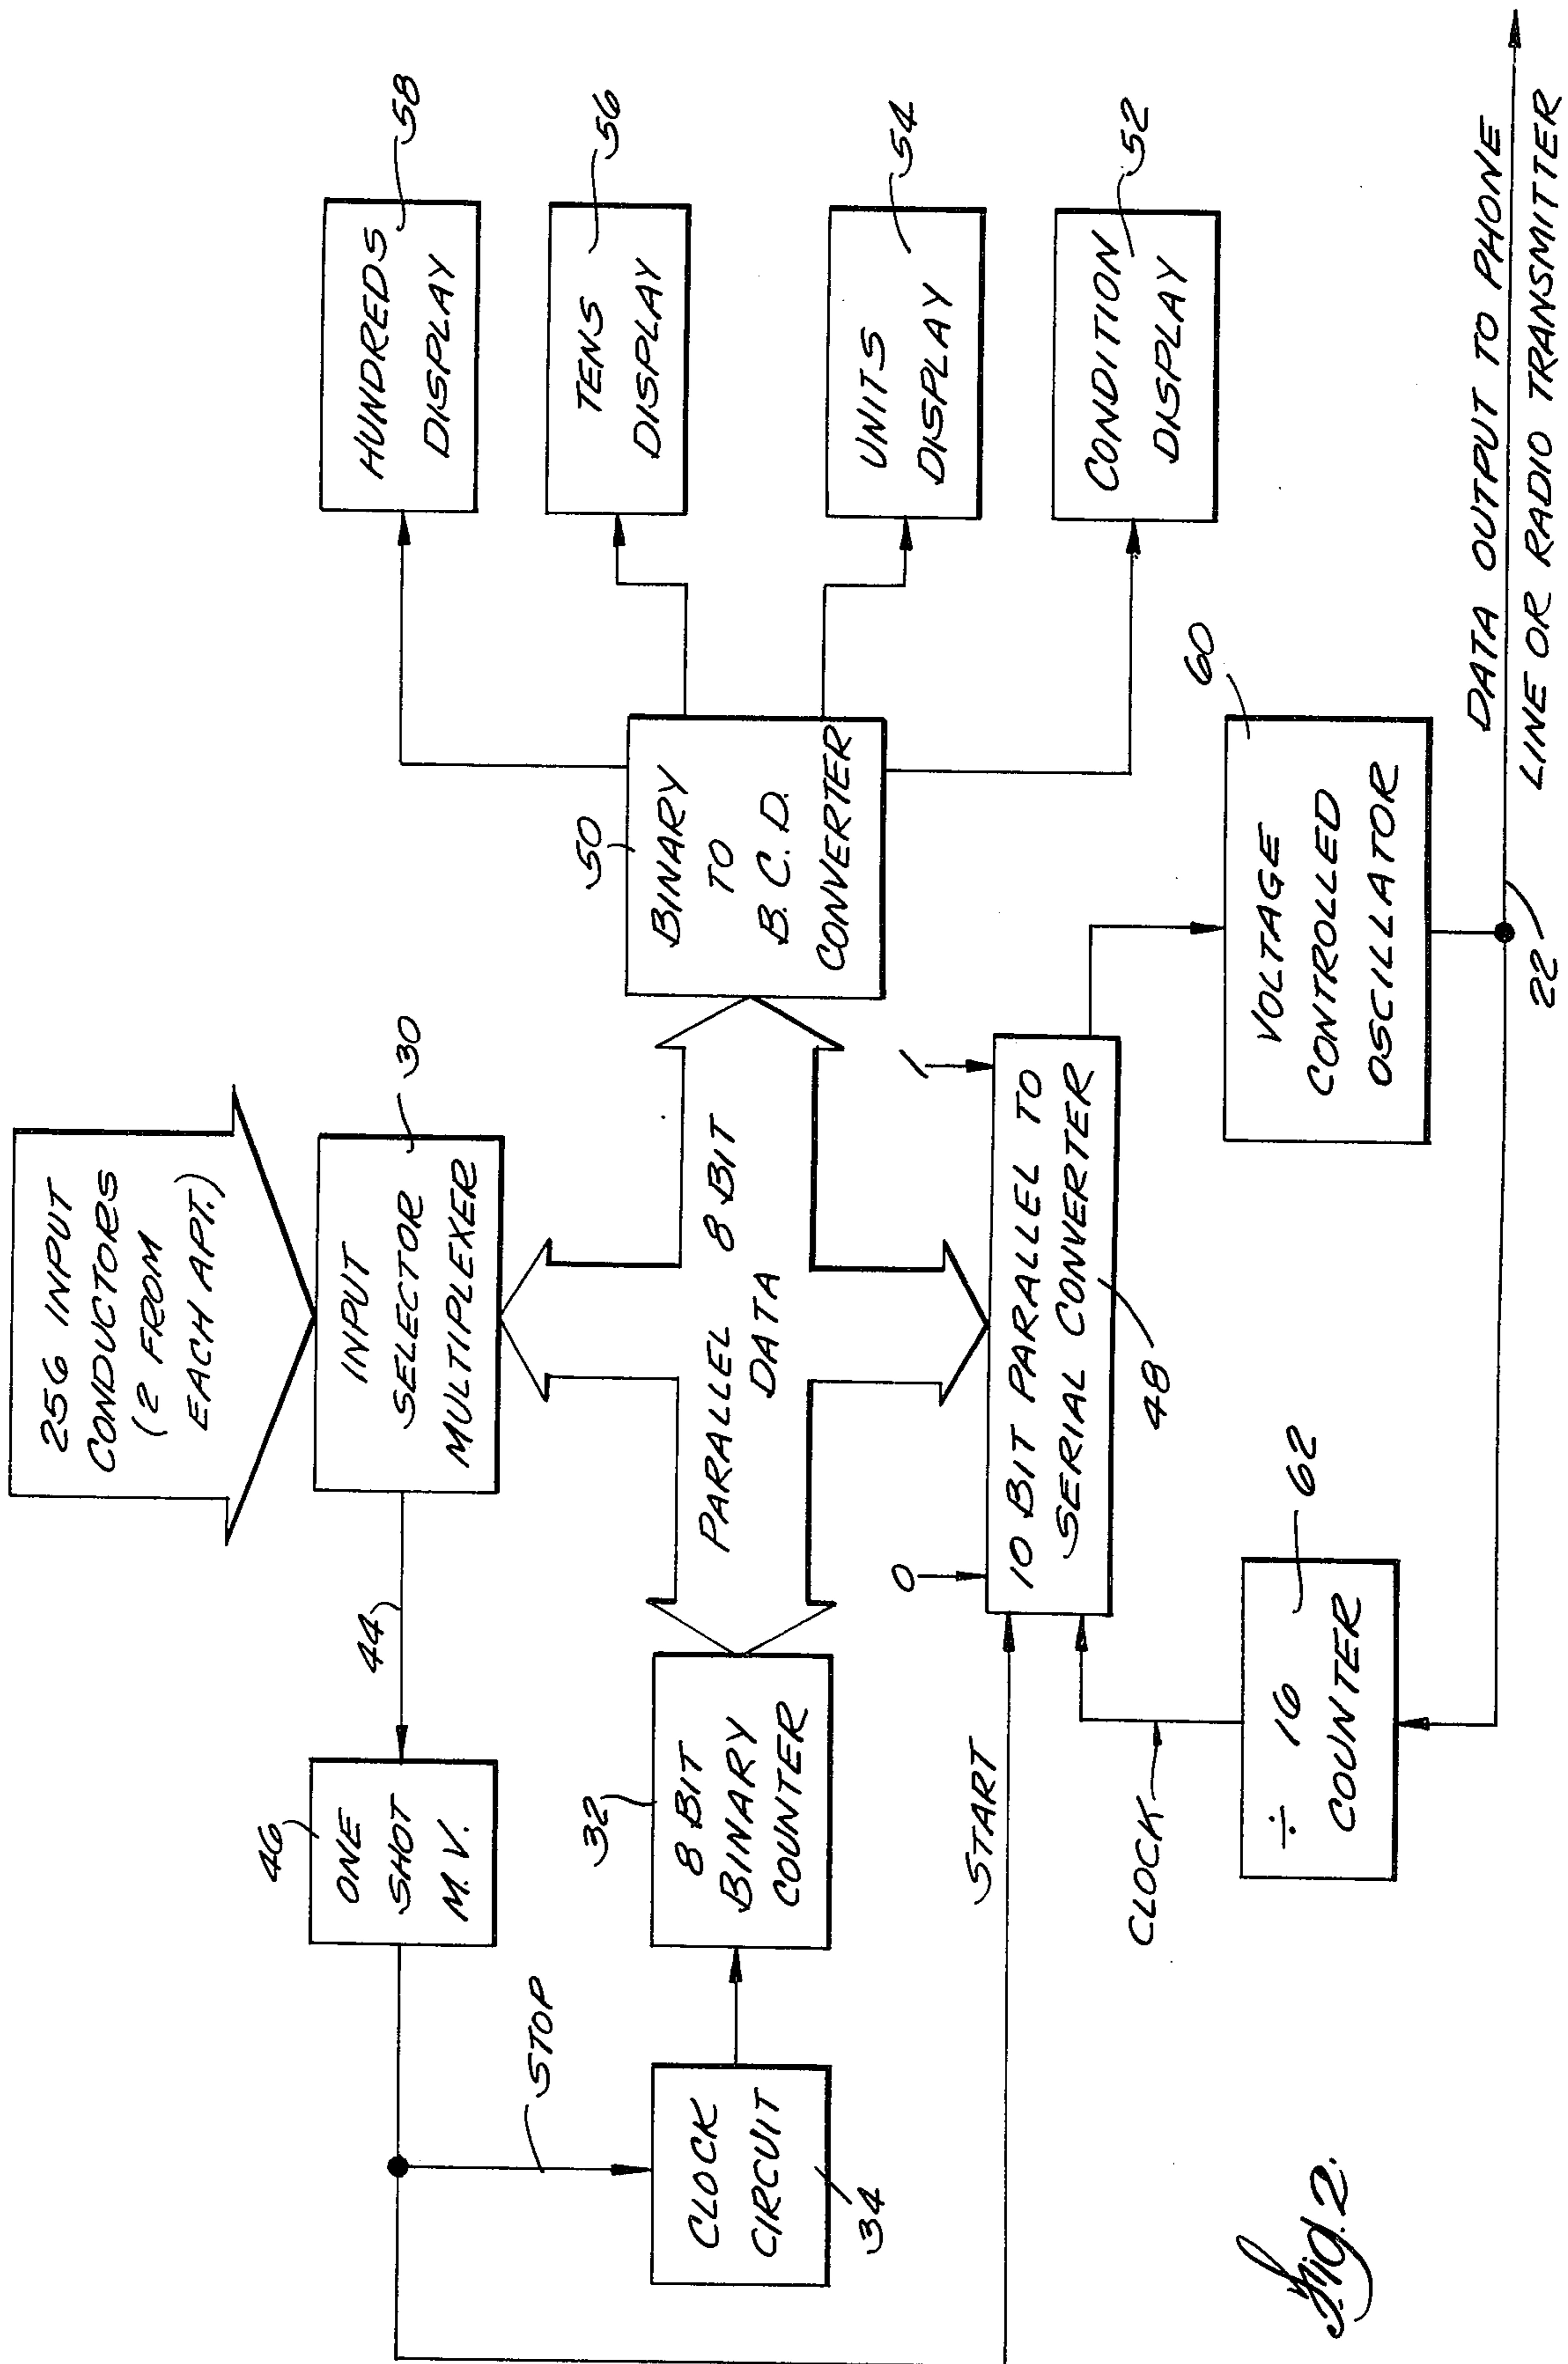 256 INPUT
CONDUCTORS
(2 FROM
EACH APT.)
46
ONE
SHOT
M.V.
44
INPUT
SELECTOR
MULTIPLEXER
30
HUNDREDS
DISPLAY
58
STOP
TENS
DISPLAY
56
CLOCK
CIRCUIT
34
32
8 BIT
BINARY
COUNTER
PARALLEL 8 BIT
DATA
50
BINARY
TO
B.C.D.
CONVERTER
UNITS
DISPLAY
54
START
0
1
10 BIT PARALLEL TO
SERIAL CONVERTER
48
CONDITION
DISPLAY
52
CLOCK
÷ 16
COUNTER
62
VOLTAGE
CONTROLLED
OSCILLATOR
60
22
DATA OUTPUT TO PHONE
LINE OR RADIO TRANSMITTER
Fig. 2.